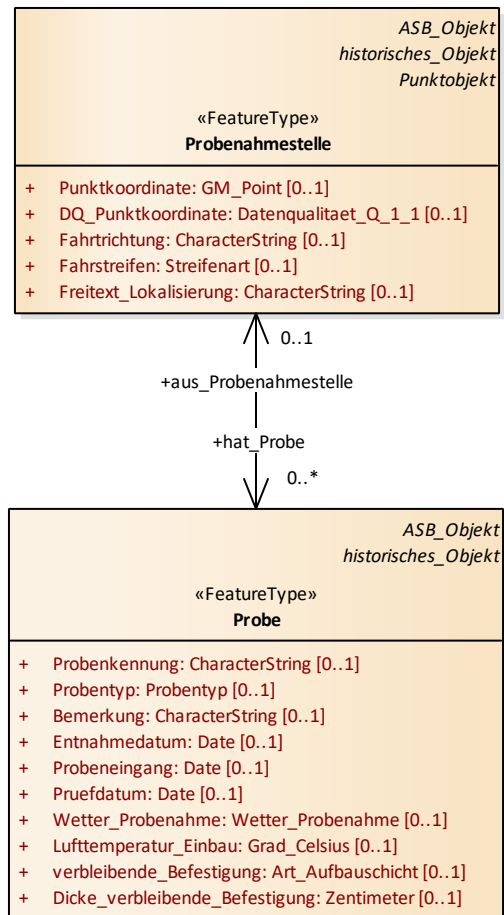 ASB_Objekt
historisches_Objekt
Punktobjekt
«FeatureType»
Probenahmestelle
+ Punktkoordinate: GM_Point [0..1]
+ DQ_Punktkoordinate: Datenqualitaet_Q_1_1 [0..1]
+ Fahrtrichtung: CharacterString [0..1]
+ Fahrstreifen: Streifenart [0..1]
+ Freitext_Lokalisierung: CharacterString [0..1]
0..1
+aus_Probenahmestelle
+hat_Probe
0..*
ASB_Objekt
historisches_Objekt
«FeatureType»
Probe
+ Probenkennung: CharacterString [0..1]
+ Probentyp: Probentyp [0..1]
+ Bemerkung: CharacterString [0..1]
+ Entnahmedatum: Date [0..1]
+ Probeneingang: Date [0..1]
+ Pruefdatum: Date [0..1]
+ Wetter_Probenahme: Wetter_Probenahme [0..1]
+ Lufttemperatur_Einbau: Grad_Celsius [0..1]
+ verbleibende_Befestigung: Art_Aufbauschicht [0..1]
+ Dicke_verbleibende_Befestigung: Zentimeter [0..1]